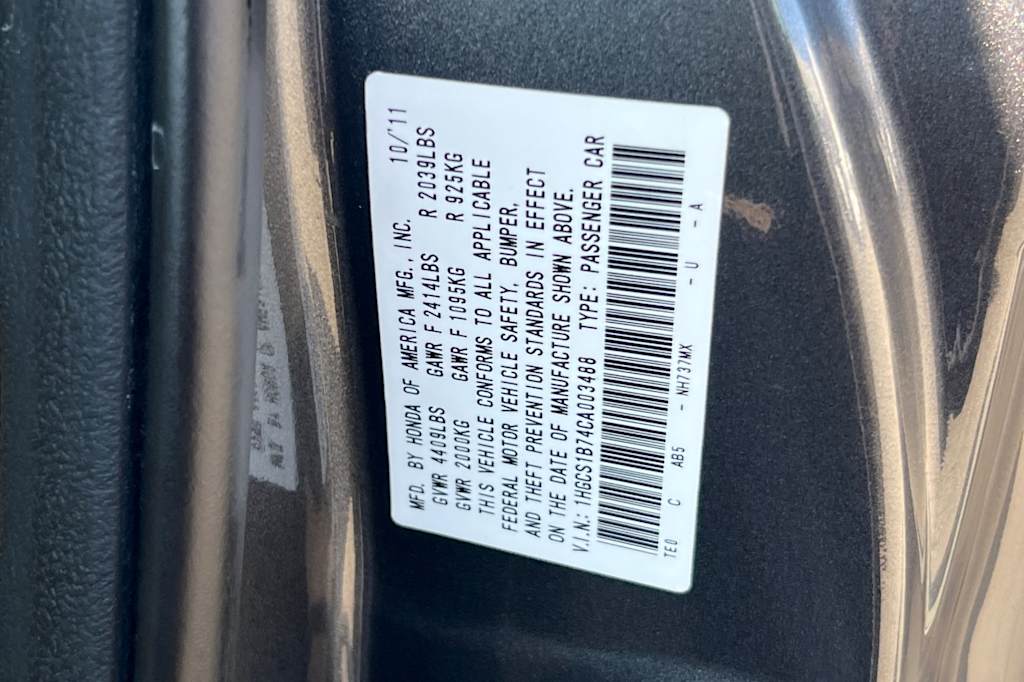 MFD. BY HONDA OF AMERICA MFG., INC. 10/'11
GVWR 4409LBS GAWR F 2414LBS R 2039LBS
GVWR 2000KG GAWR F 1095KG R 925KG
THIS VEHICLE CONFORMS TO ALL APPLICABLE
FEDERAL MOTOR VEHICLE SAFETY, BUMPER,
AND THEFT PREVENTION STANDARDS IN EFFECT
ON THE DATE OF MANUFACTURE SHOWN ABOVE.
V.I.N.: 1HGCS1B74CA003488 TYPE: PASSENGER CAR
TE0 C AB5 - NH737MX - U - A